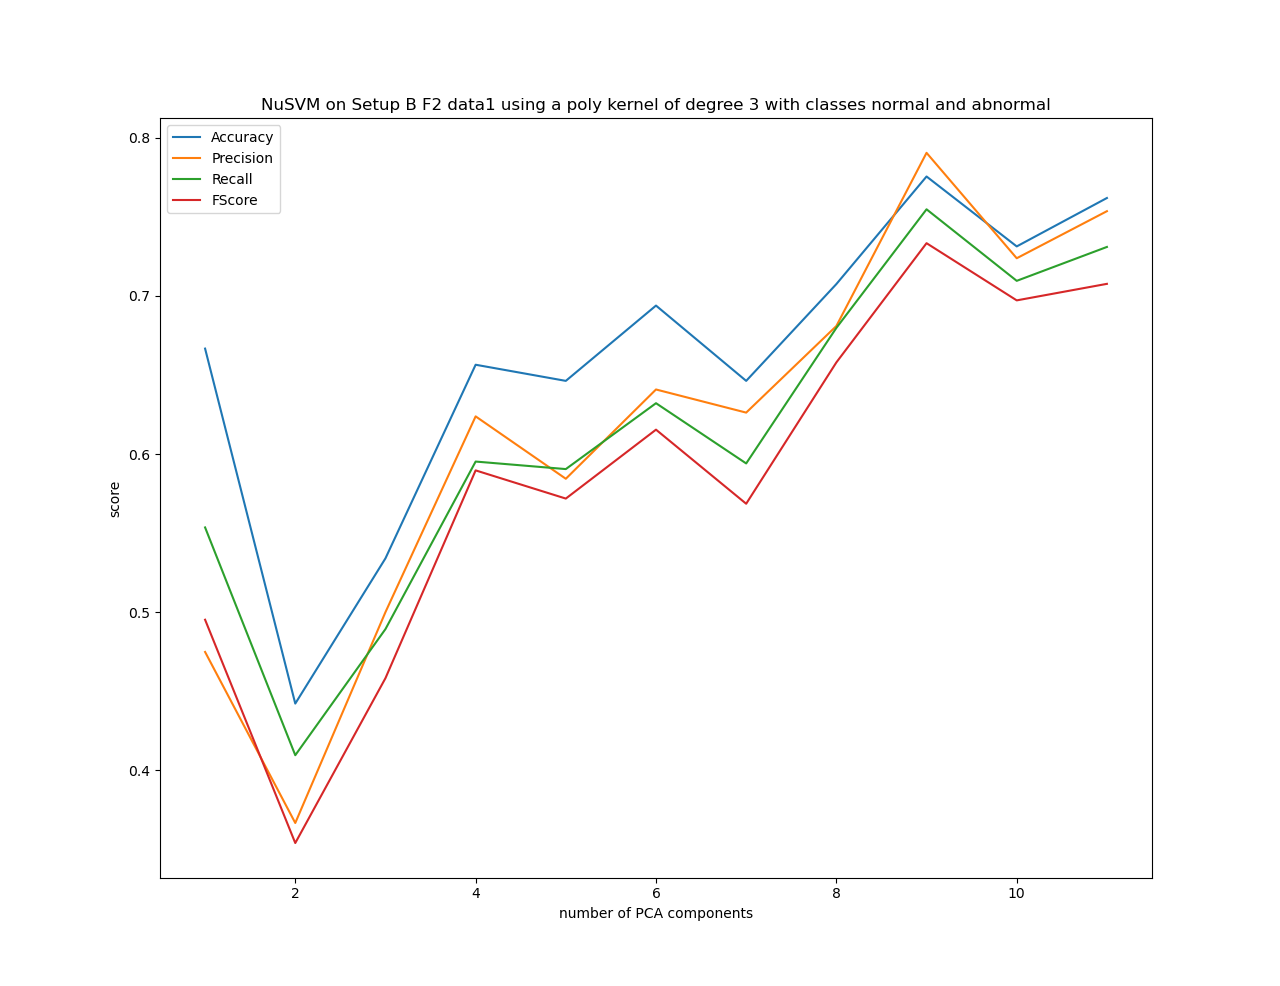 NuSVM on Setup B F2 data1 using a poly kernel of degree 3 with classes normal and abnormal
Accuracy
Precision
Recall
FScore
0.8
0.7
0.6
0.5
0.4
score
2 4 6 8 10
number of PCA components